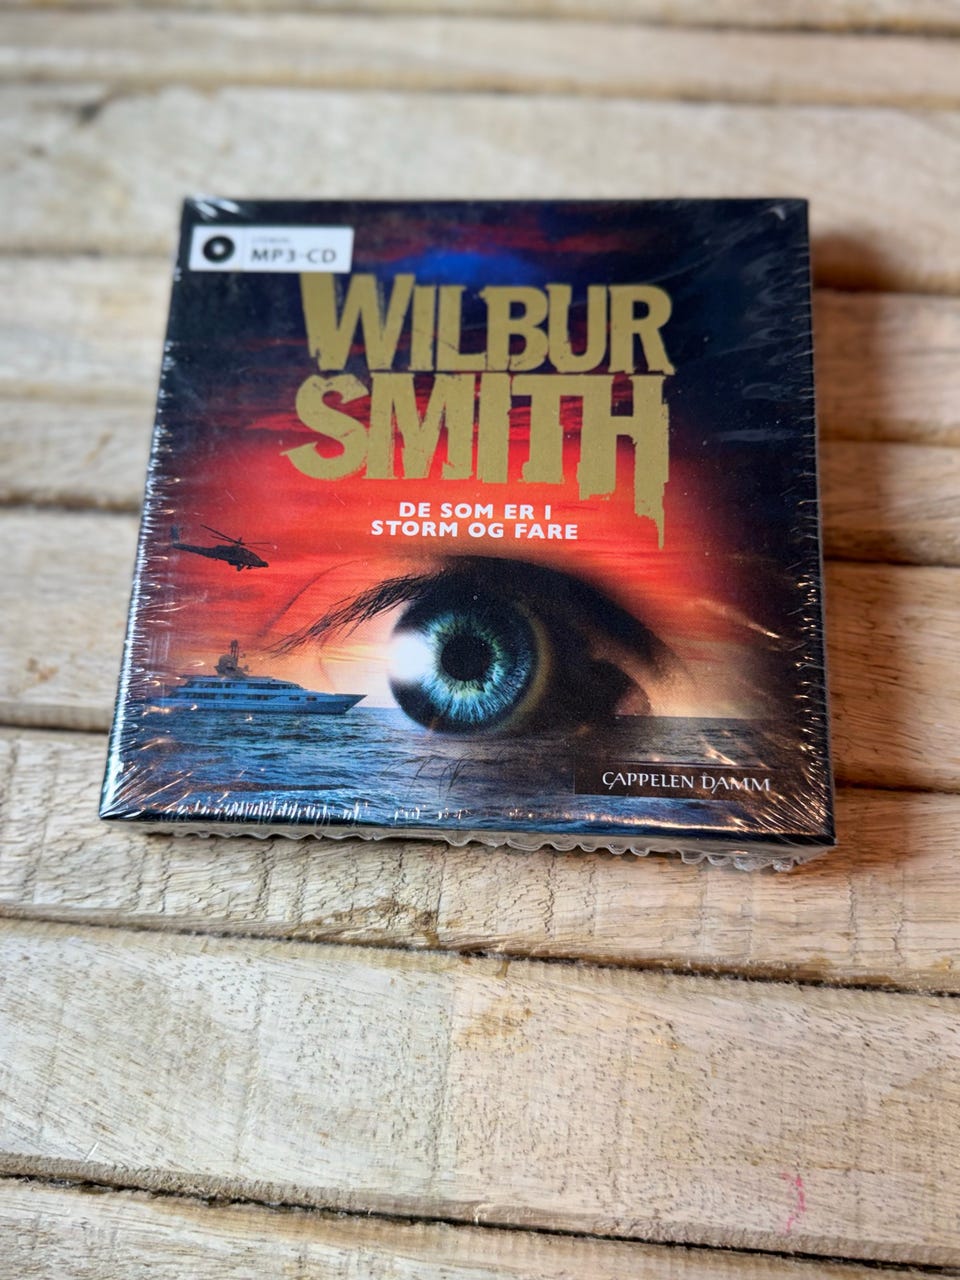 MP3-CD
WILBUR
SMITH
DE SOM ER I
STORM OG FARE
CAPPELEN DAMM